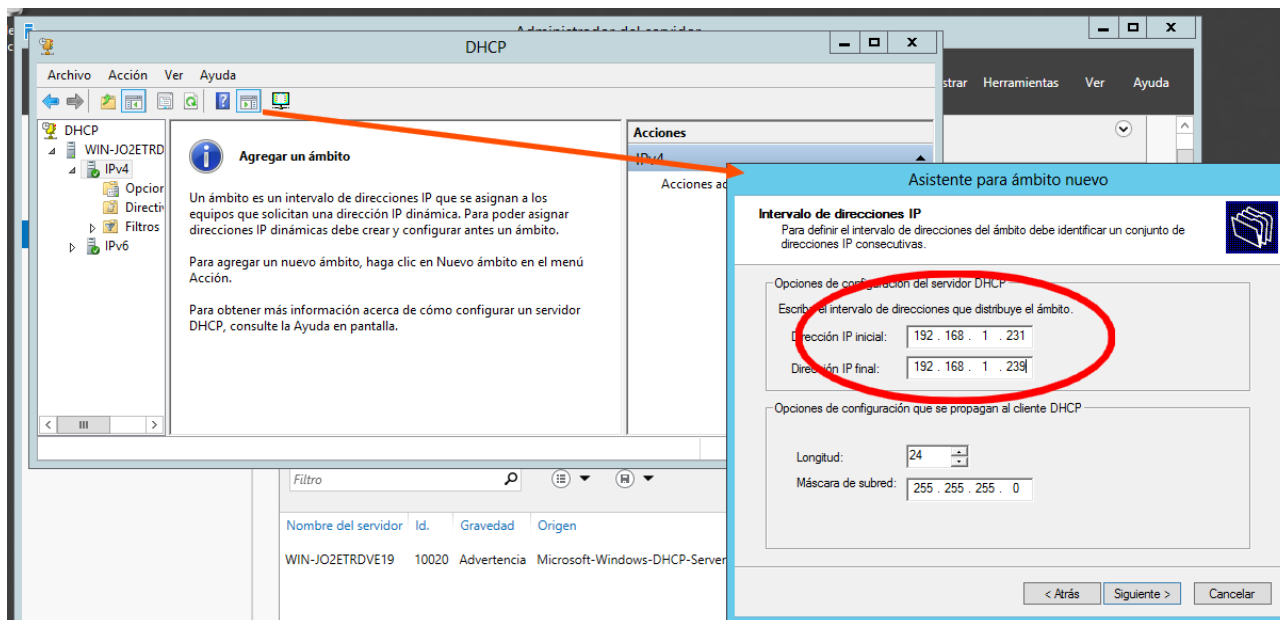 Administrador del servidor
DHCP
Archivo Acción Ver Ayuda
Herramientas Ver Ayuda
DHCP
WIN-JO2ETRD
IPv4
Opcior
Directiv
Filtros
IPv6
Agregar un ámbito
Un ámbito es un intervalo de direcciones IP que se asignan a los
equipos que solicitan una dirección IP dinámica. Para poder asignar
direcciones IP dinámicas debe crear y configurar antes un ámbito.
Para agregar un nuevo ámbito, haga clic en Nuevo ámbito en el menú
Acción.
Para obtener más información acerca de cómo configurar un servidor
DHCP, consulte la Ayuda en pantalla.
Acciones
IPv4
Acciones ad
Asistente para ámbito nuevo
Intervalo de direcciones IP
Para definir el intervalo de direcciones del ámbito debe identificar un conjunto de
direcciones IP consecutivas.
Opciones de configuración del servidor DHCP
Escriba el intervalo de direcciones que distribuye el ámbito.
Dirección IP inicial: 192 . 168 . 1 . 231
Dirección IP final: 192 . 168 . 1 . 239
Opciones de configuración que se propagan al cliente DHCP
Longitud: 24
Máscara de subred: 255 . 255 . 255 . 0
< Atrás Siguiente > Cancelar
Filtro
Nombre del servidor Id. Gravedad Origen
WIN-JO2ETRDVE19 10020 Advertencia Microsoft-Windows-DHCP-Server